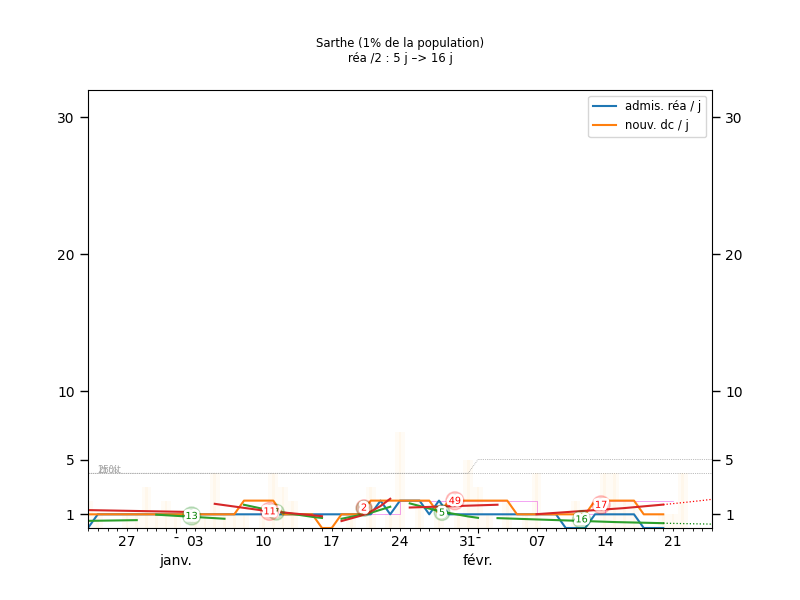 Sarthe (1% de la population)
réa /2 : 5 j –> 16 j
admis. réa / j
nouv. dc / j
30 30
20 20
10 10
5 5
1 1
13 11 2 5 49 16 17
27 - 03 10 17 24 31- 07 14 21
janv. févr.